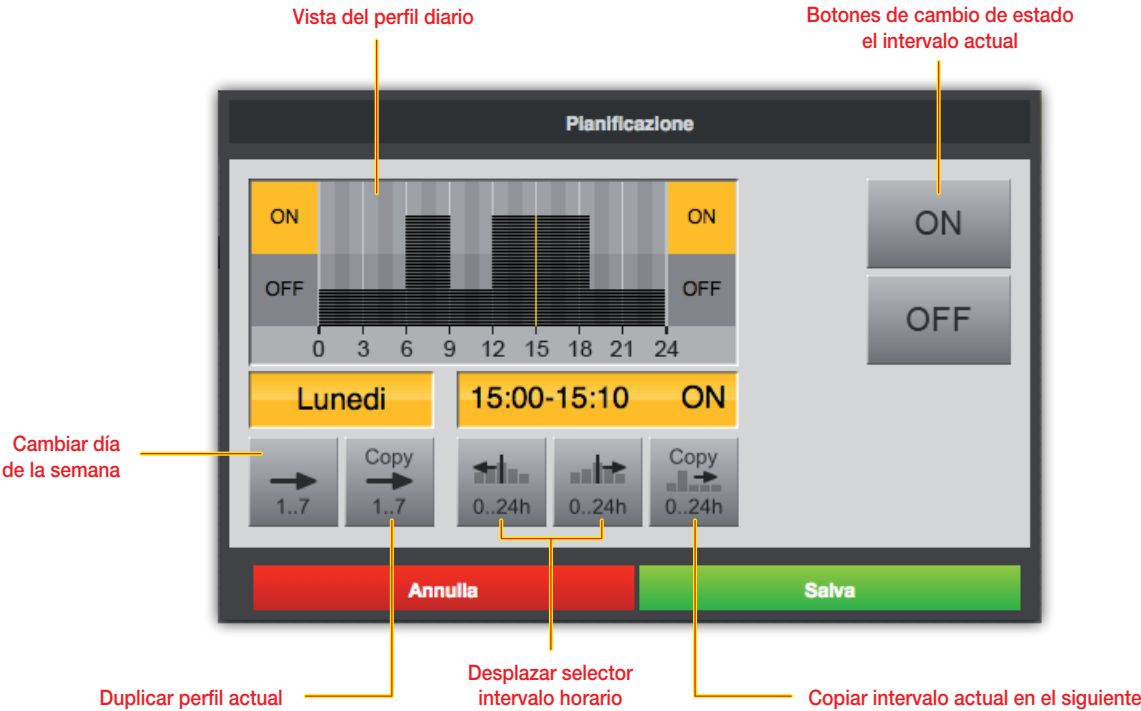 Vista del perfil diario
Botones de cambio de estado
el intervalo actual
Planificazione
ON
ON
ON
OFF
OFF
OFF
0 3 6 9 12 15 18 21 24
Lunedi
15:00-15:10 ON
Cambiar día
de la semana
Copy
Copy
1..7
1..7
0..24h
0..24h
0..24h
Annulla
Salva
Duplicar perfil actual
Desplazar selector
intervalo horario
Copiar intervalo actual en el siguiente